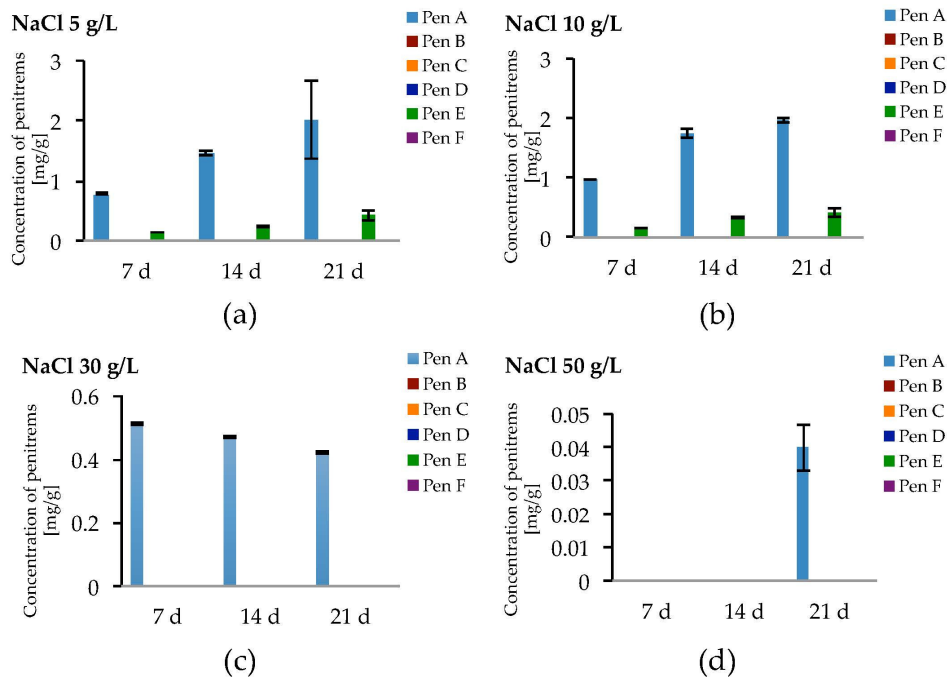 NaCl 5 g/L
Concentration of penitrems
[mg/g]
3
2
1
0
7 d 14 d 21 d
Pen A
Pen B
Pen C
Pen D
Pen E
Pen F
(a)
NaCl 10 g/L
Concentration of penitrems
[mg/g]
3
2
1
0
7 d 14 d 21 d
Pen A
Pen B
Pen C
Pen D
Pen E
Pen F
(b)
NaCl 30 g/L
Concentration of penitrems
[mg/g]
0.6
0.4
0.2
0
7 d 14 d 21 d
Pen A
Pen B
Pen C
Pen D
Pen E
Pen F
(c)
NaCl 50 g/L
Concentration of penitrems
[mg/g]
0.05
0.04
0.03
0.02
0.01
0
7 d 14 d 21 d
Pen A
Pen B
Pen C
Pen D
Pen E
Pen F
(d)